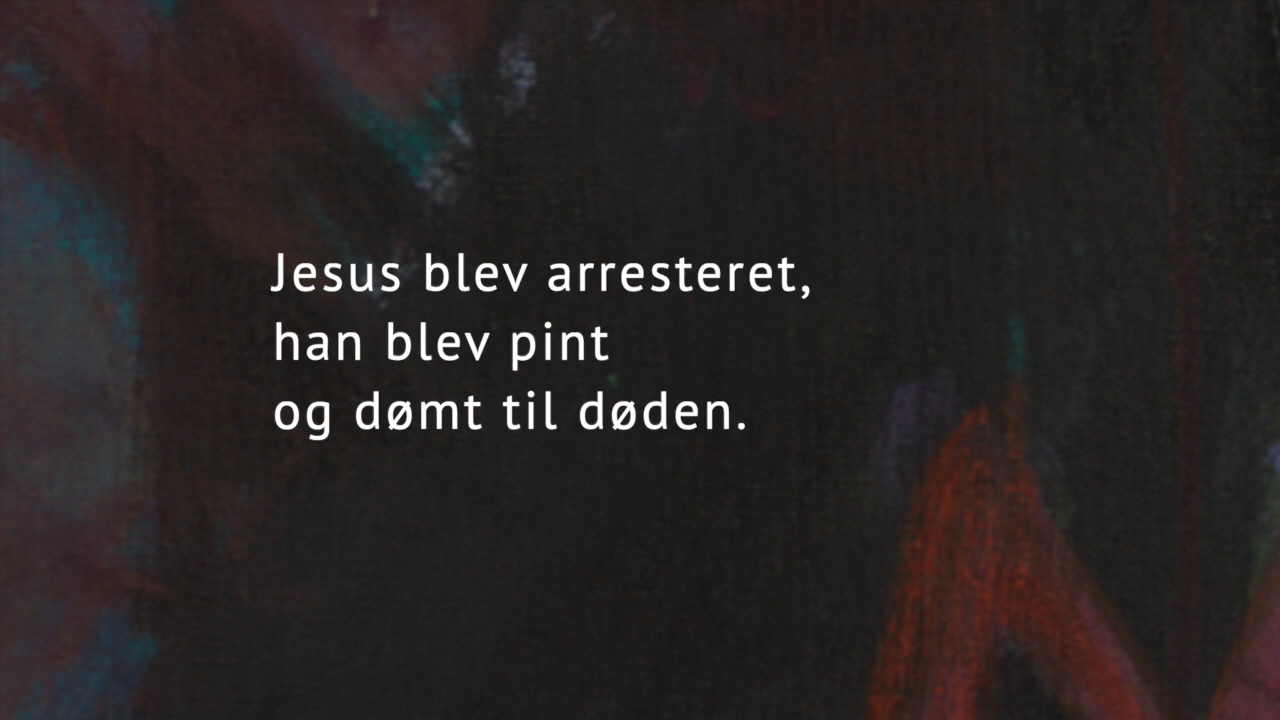 Jesus blev arresteret,
han blev pint
og dømt til døden.